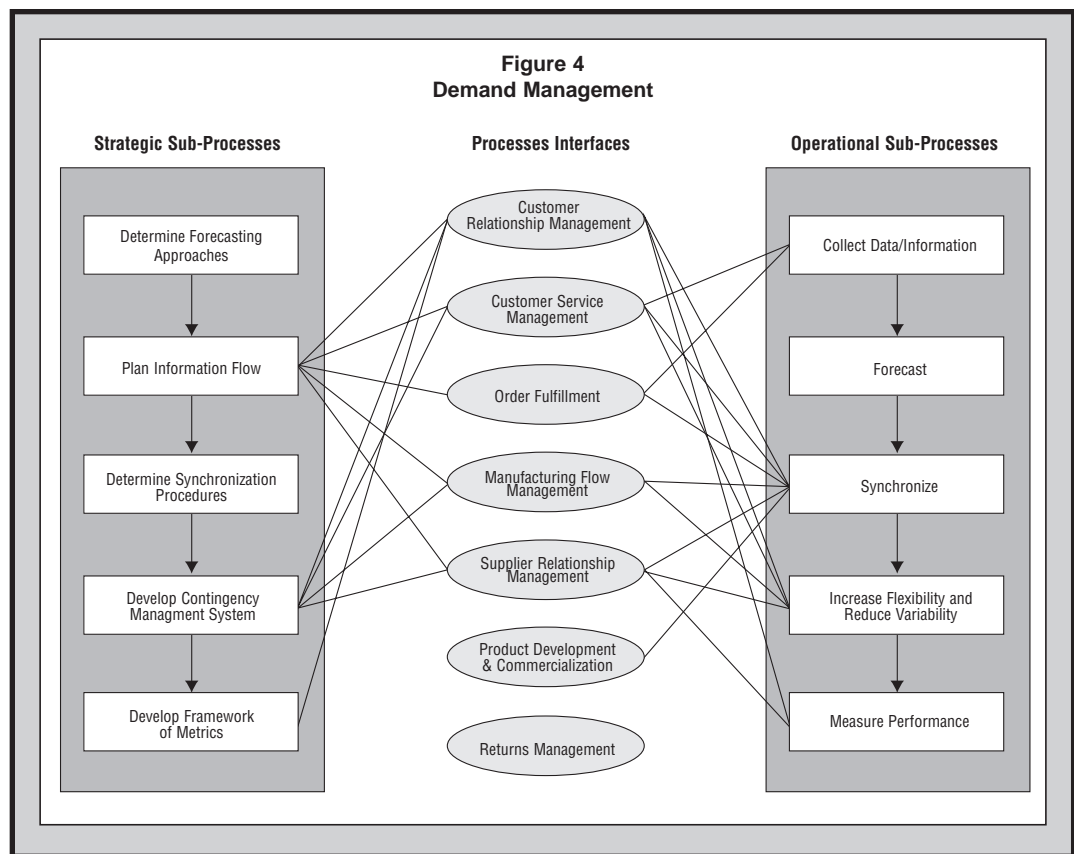 Figure 4
Demand Management
Strategic Sub-Processes
Determine Forecasting
Approaches
Plan Information Flow
Determine Synchronization
Procedures
Develop Contingency
Managment System
Develop Framework
of Metrics
Processes Interfaces
Customer
Relationship Management
Customer Service
Management
Order Fulfillment
Manufacturing Flow
Management
Supplier Relationship
Management
Product Development
& Commercialization
Returns Management
Operational Sub-Processes
Collect Data/Information
Forecast
Synchronize
Increase Flexibility and
Reduce Variability
Measure Performance